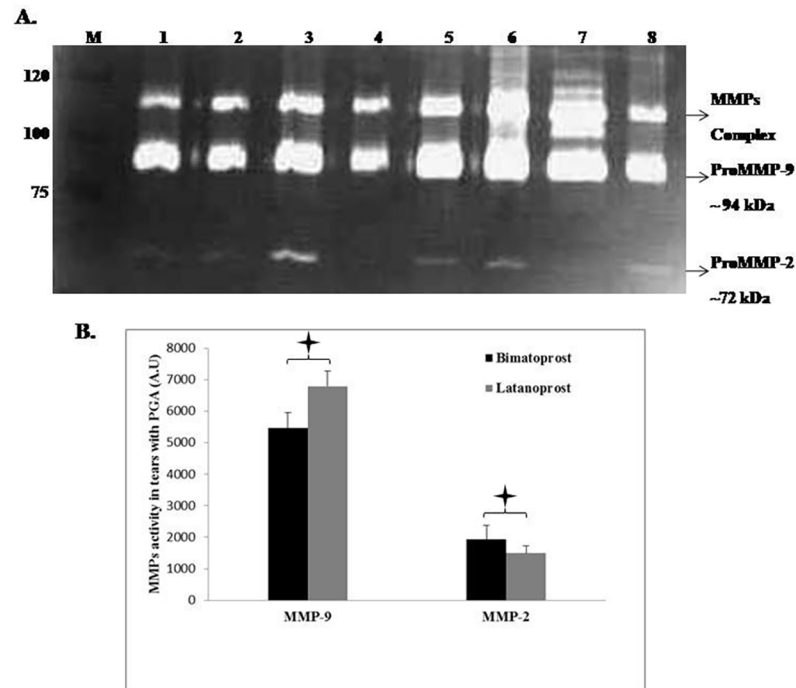 A.
M 1 2 3 4 5 6 7 8
120
100
75
MMPs
Complex
ProMMP-9
~94 kDa
ProMMP-2
~72 kDa
B.
MMPs activity in tears with PGA (A.U)
8000
7000
6000
5000
4000
3000
2000
1000
0
Bimatoprost
Latanoprost
MMP-9 MMP-2